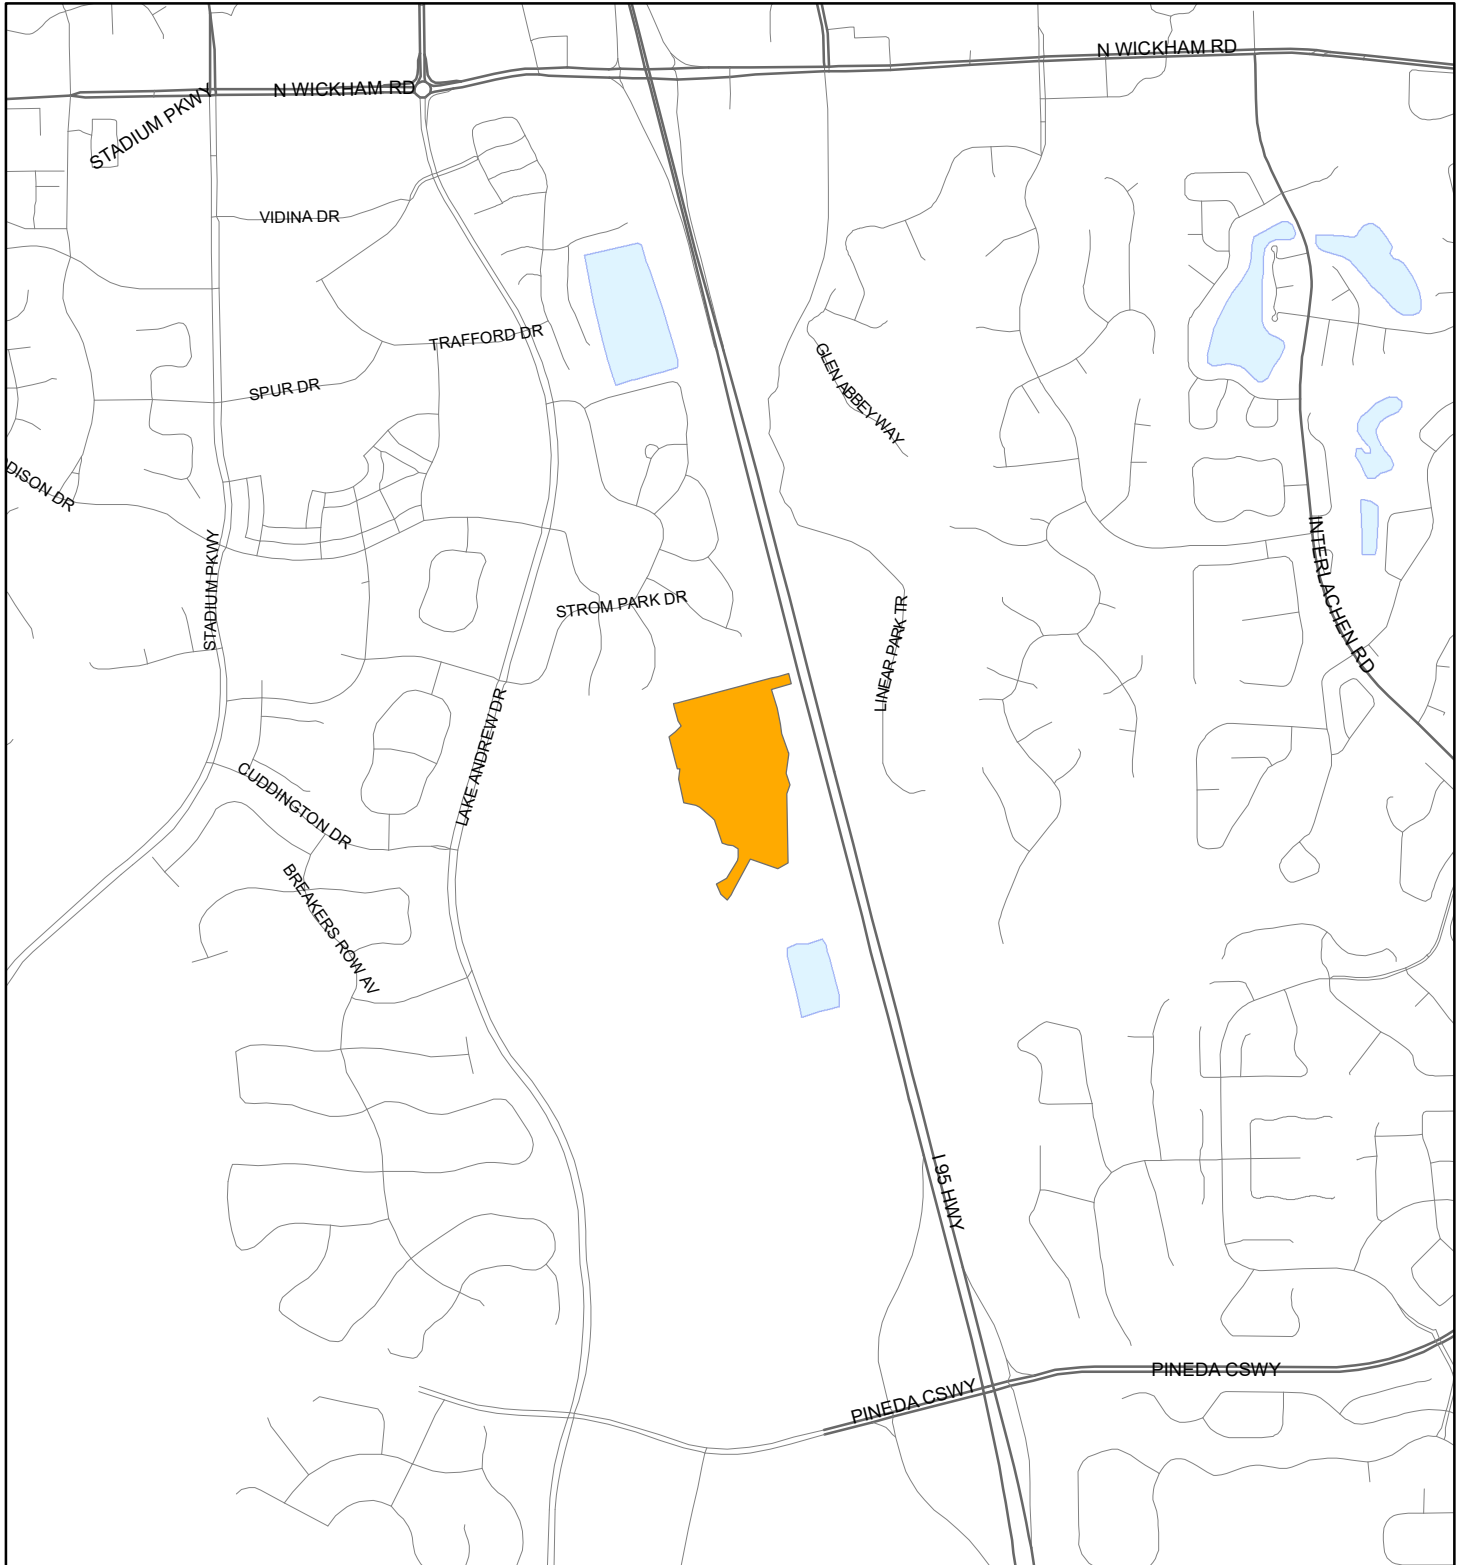 N WICKHAM RD
N WICKHAM RD
STADIUM PKWY
VIDINA DR
TRAFFORD DR
GLEN ABBEY WAY
SPUR DR
DISON DR
STADIUM PKWY
INTERLACHEN RD
STROM PARK DR
LINEAR PARK TR
LAKE ANDREW DR
CUDDINGTON DR
BREAKERS ROW AV
I 95 HWY
PINEDA CSWY
PINEDA CSWY